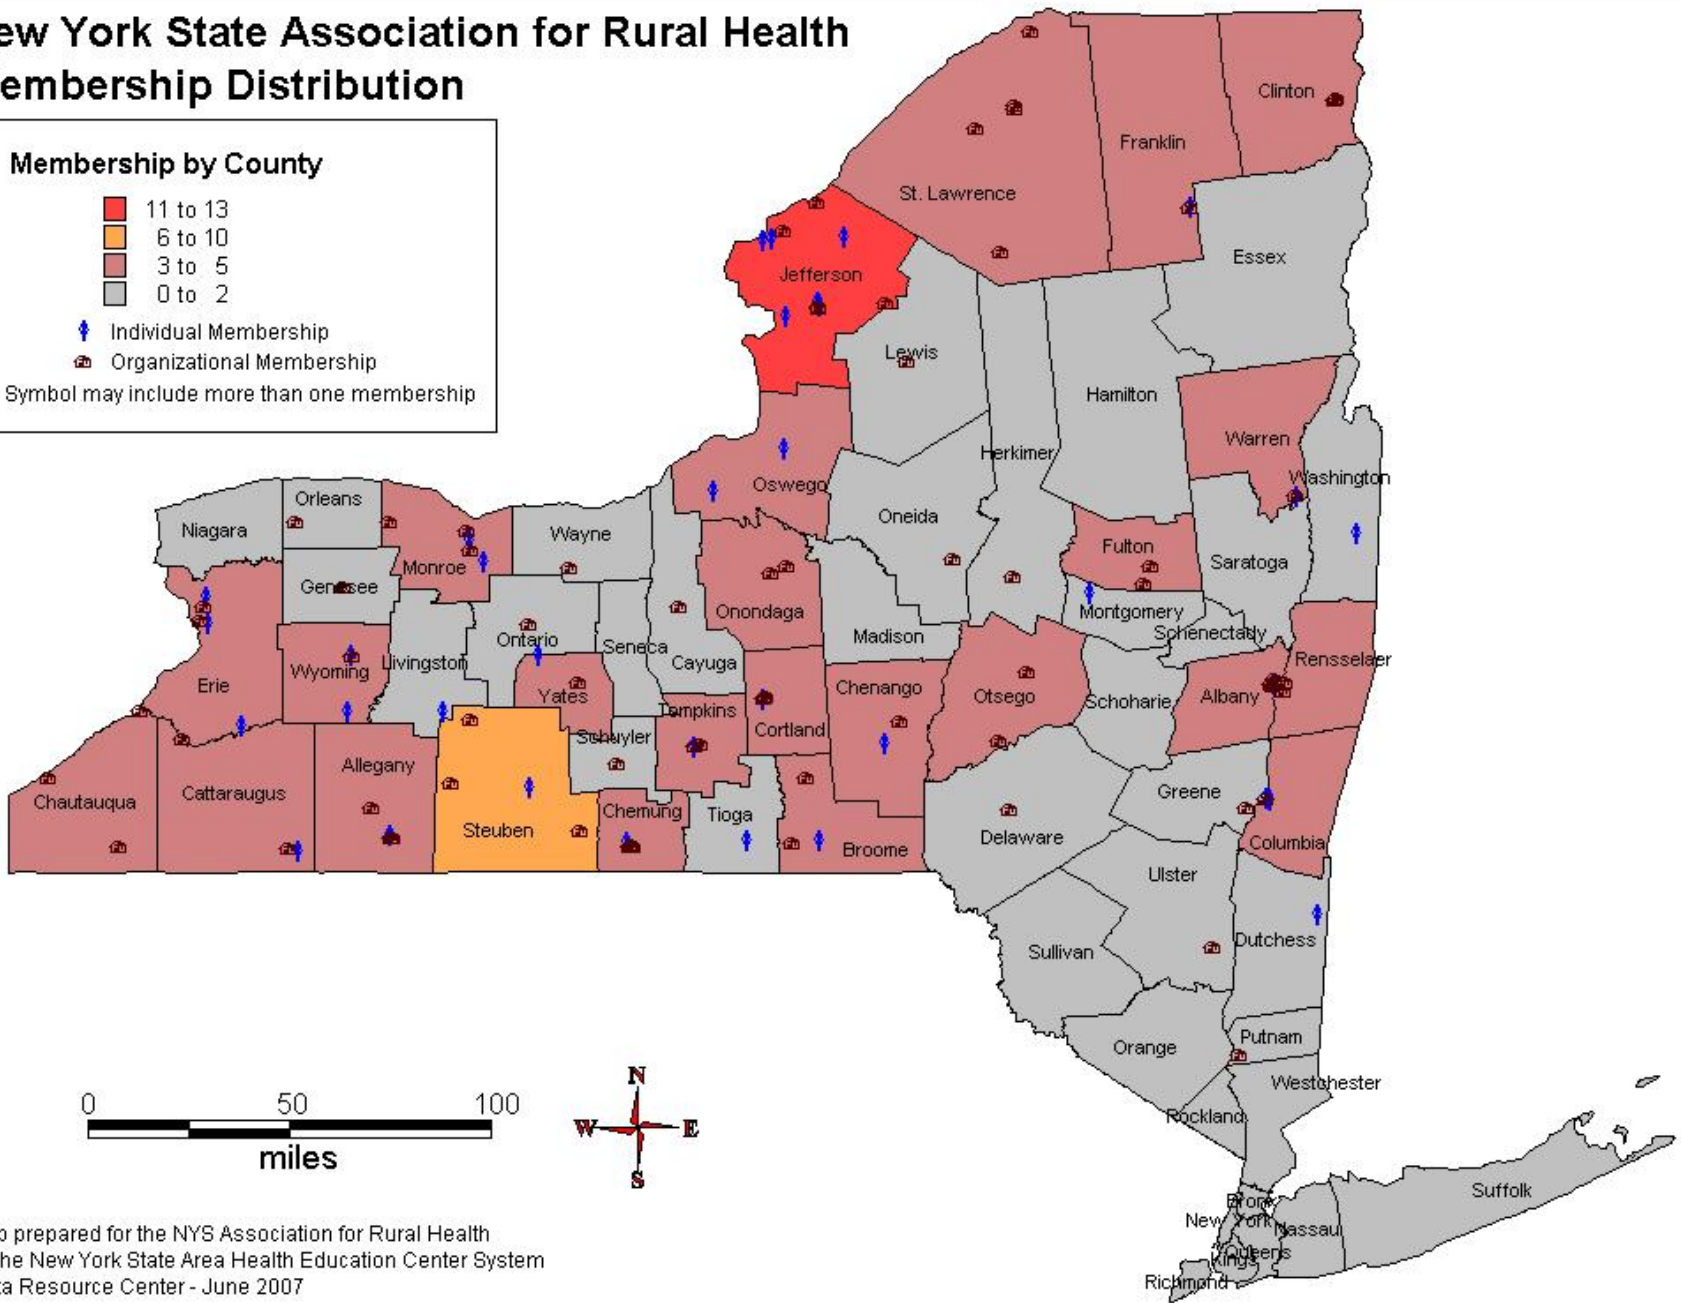 ew York State Association for Rural Health
embership Distribution
Membership by County
11 to 13
6 to 10
3 to 5
0 to 2
Individual Membership
Organizational Membership
Symbol may include more than one membership
Clinton
Franklin
St. Lawrence
Essex
Jefferson
Lewis
Hamilton
Warren
Herkimer
Washington
Oswego
Orleans
Niagara
Wayne
Oneida
Fulton
Saratoga
Monroe
Genesee
Onondaga
Montgomery
Schenectady
Madison
Ontario
Seneca
Cayuga
Livingston
Wyoming
Rensselaer
Erie
Yates
Chenango
Otsego
Albany
Schoharie
Tompkins
Cortland
Schuyler
Allegany
Cattaraugus
Chautauqua
Greene
Chemung
Tioga
Steuben
Delaware
Columbia
Broome
Ulster
Dutchess
Sullivan
Putnam
Orange
Westchester
Rockland
Suffolk
Bronx
New York
Nassau
Queens
Kings
Richmond
0 50 100
miles
N
W E
S
p prepared for the NYS Association for Rural Health
he New York State Area Health Education Center System
ta Resource Center - June 2007